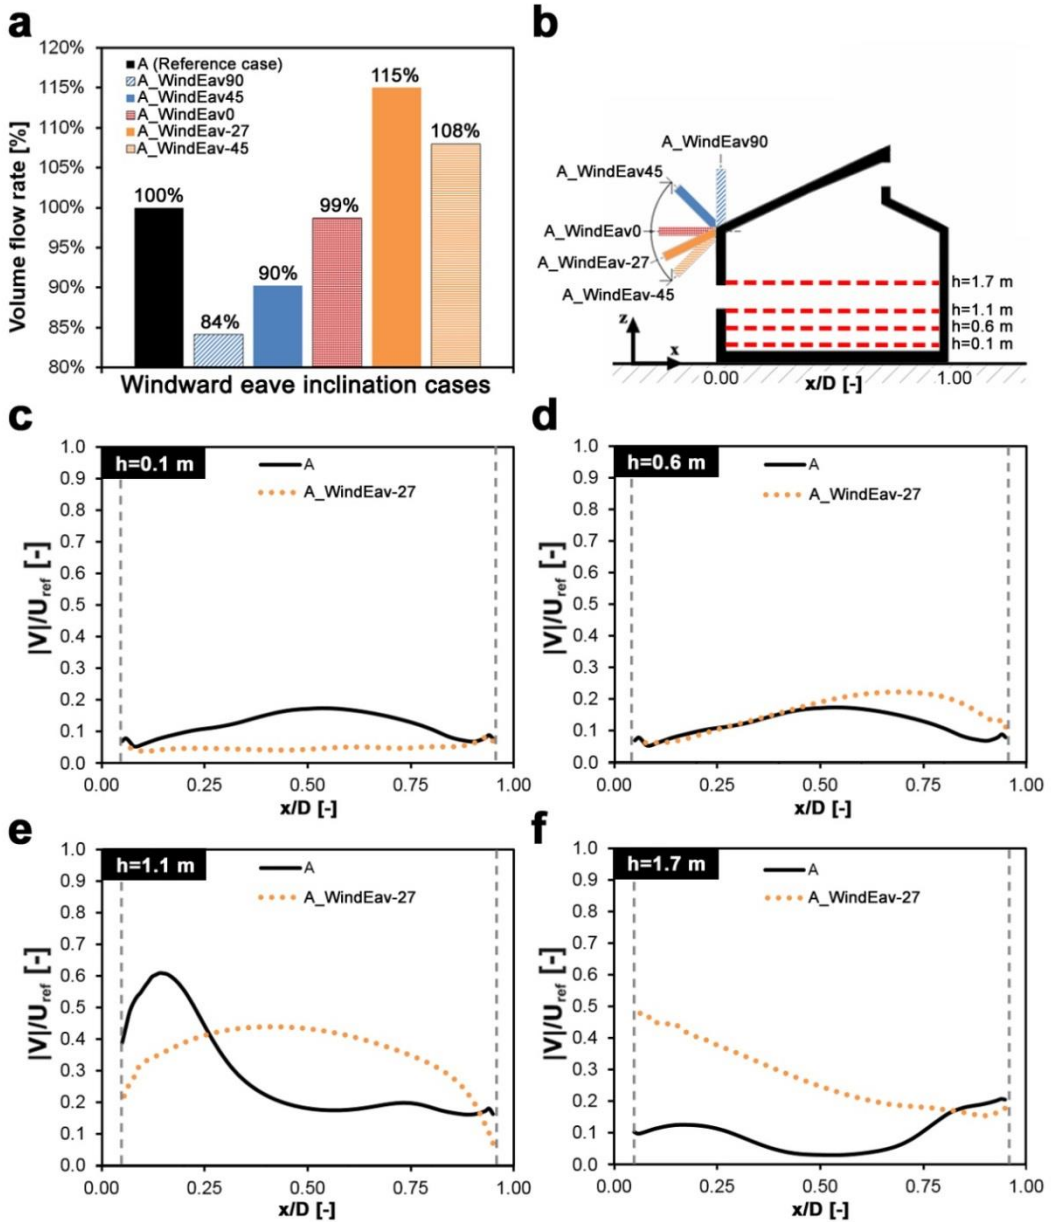 a
120%
115%
110%
105%
100%
95%
90%
85%
80%
Volume flow rate [%]
A (Reference case)
A_WindEav90
A_WindEav45
A_WindEav0
A_WindEav-27
A_WindEav-45
100%
84%
90%
99%
115%
108%
Windward eave inclination cases
b
A_WindEav90
A_WindEav45
A_WindEav0
A_WindEav-27
A_WindEav-45
h=1.7 m
h=1.1 m
h=0.6 m
h=0.1 m
z
x
0.00
x/D [-]
1.00
c
h=0.1 m
A
A_WindEav-27
1.0
0.9
0.8
0.7
0.6
0.5
0.4
0.3
0.2
0.1
0.0
|V|/Uref [-]
0.00 0.25 0.50 0.75 1.00
x/D [-]
d
h=0.6 m
A
A_WindEav-27
1.0
0.9
0.8
0.7
0.6
0.5
0.4
0.3
0.2
0.1
0.0
|V|/Uref [-]
0.00 0.25 0.50 0.75 1.00
x/D [-]
e
h=1.1 m
A
A_WindEav-27
1.0
0.9
0.8
0.7
0.6
0.5
0.4
0.3
0.2
0.1
0.0
|V|/Uref [-]
0.00 0.25 0.50 0.75 1.00
x/D [-]
f
h=1.7 m
A
A_WindEav-27
1.0
0.9
0.8
0.7
0.6
0.5
0.4
0.3
0.2
0.1
0.0
|V|/Uref [-]
0.00 0.25 0.50 0.75 1.00
x/D [-]